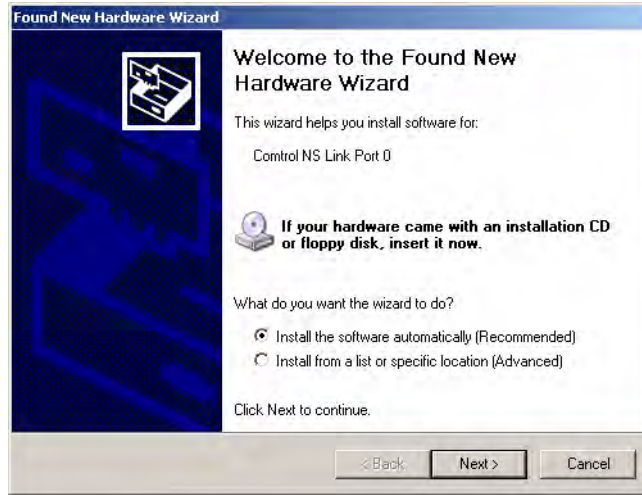 Found New Hardware Wizard
Welcome to the Found New
Hardware Wizard
This wizard helps you install software for:
Comtrol NS Link Port 0
If your hardware came with an installation CD
or floppy disk, insert it now.
What do you want the wizard to do?
Install the software automatically (Recommended)
Install from a list or specific location (Advanced)
Click Next to continue.
< Back Next > Cancel